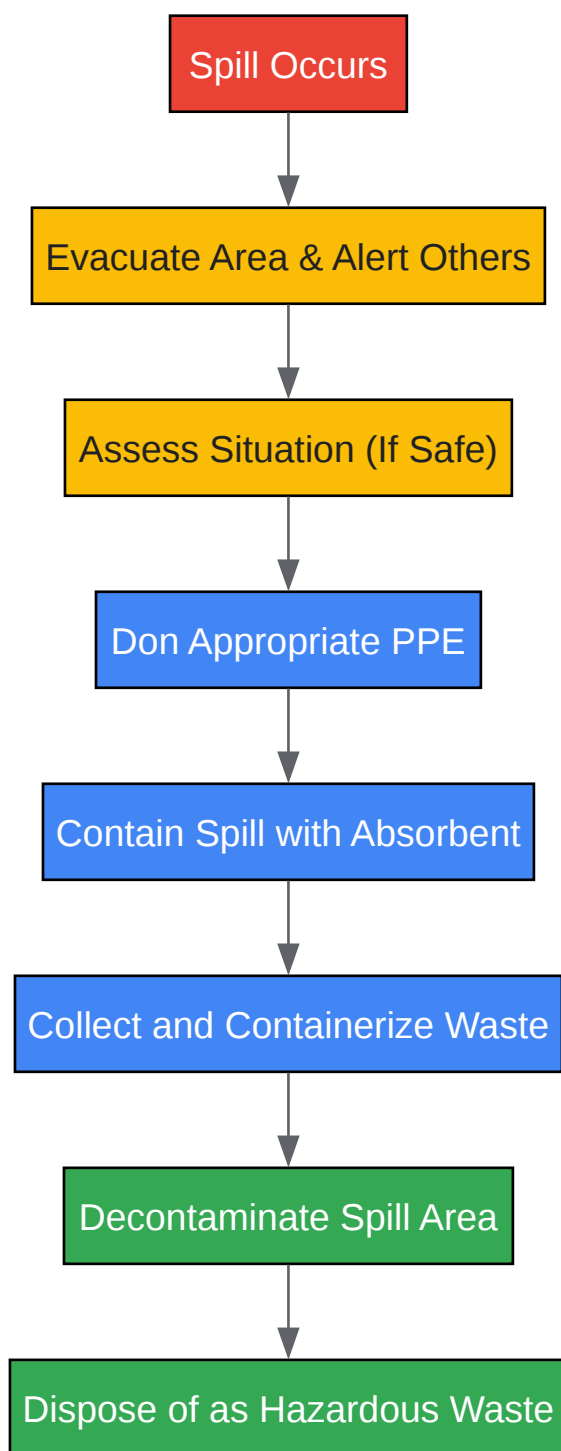 Spill Occurs
Evacuate Area & Alert Others
Assess Situation (If Safe)
Don Appropriate PPE
Contain Spill with Absorbent
Collect and Containerize Waste
Decontaminate Spill Area
Dispose of as Hazardous Waste